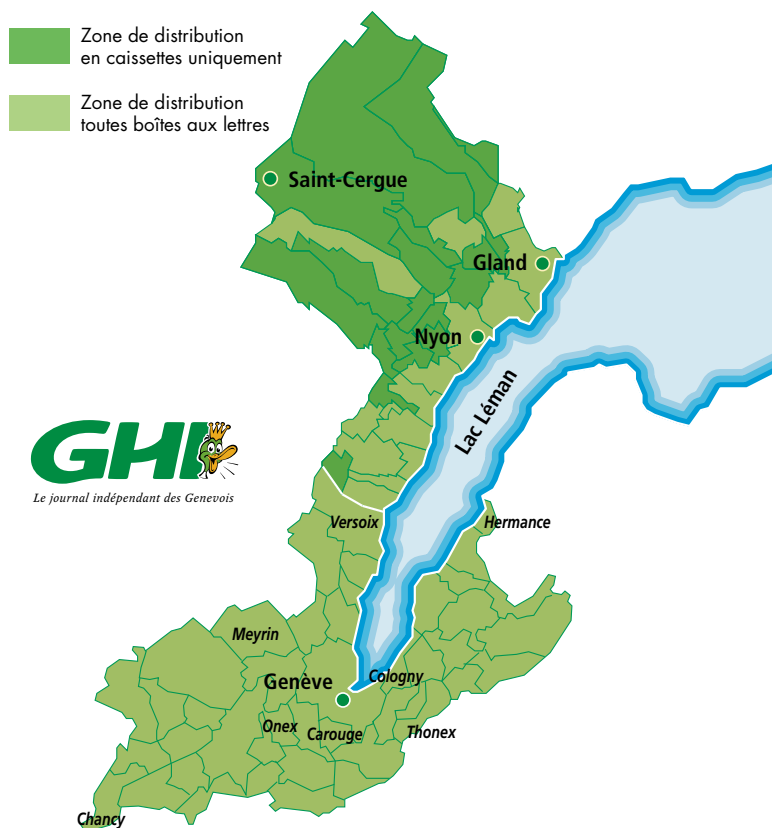 Zone de distribution
en caissettes uniquement
Zone de distribution
toutes boîtes aux lettres
Saint-Cergue
Gland
Nyon
Lac Léman
GHI
Le journal indépendant des Genevois
Versoix
Hermance
Meyrin
Genève
Cologny
Onex
Carouge
Thonex
Chancy